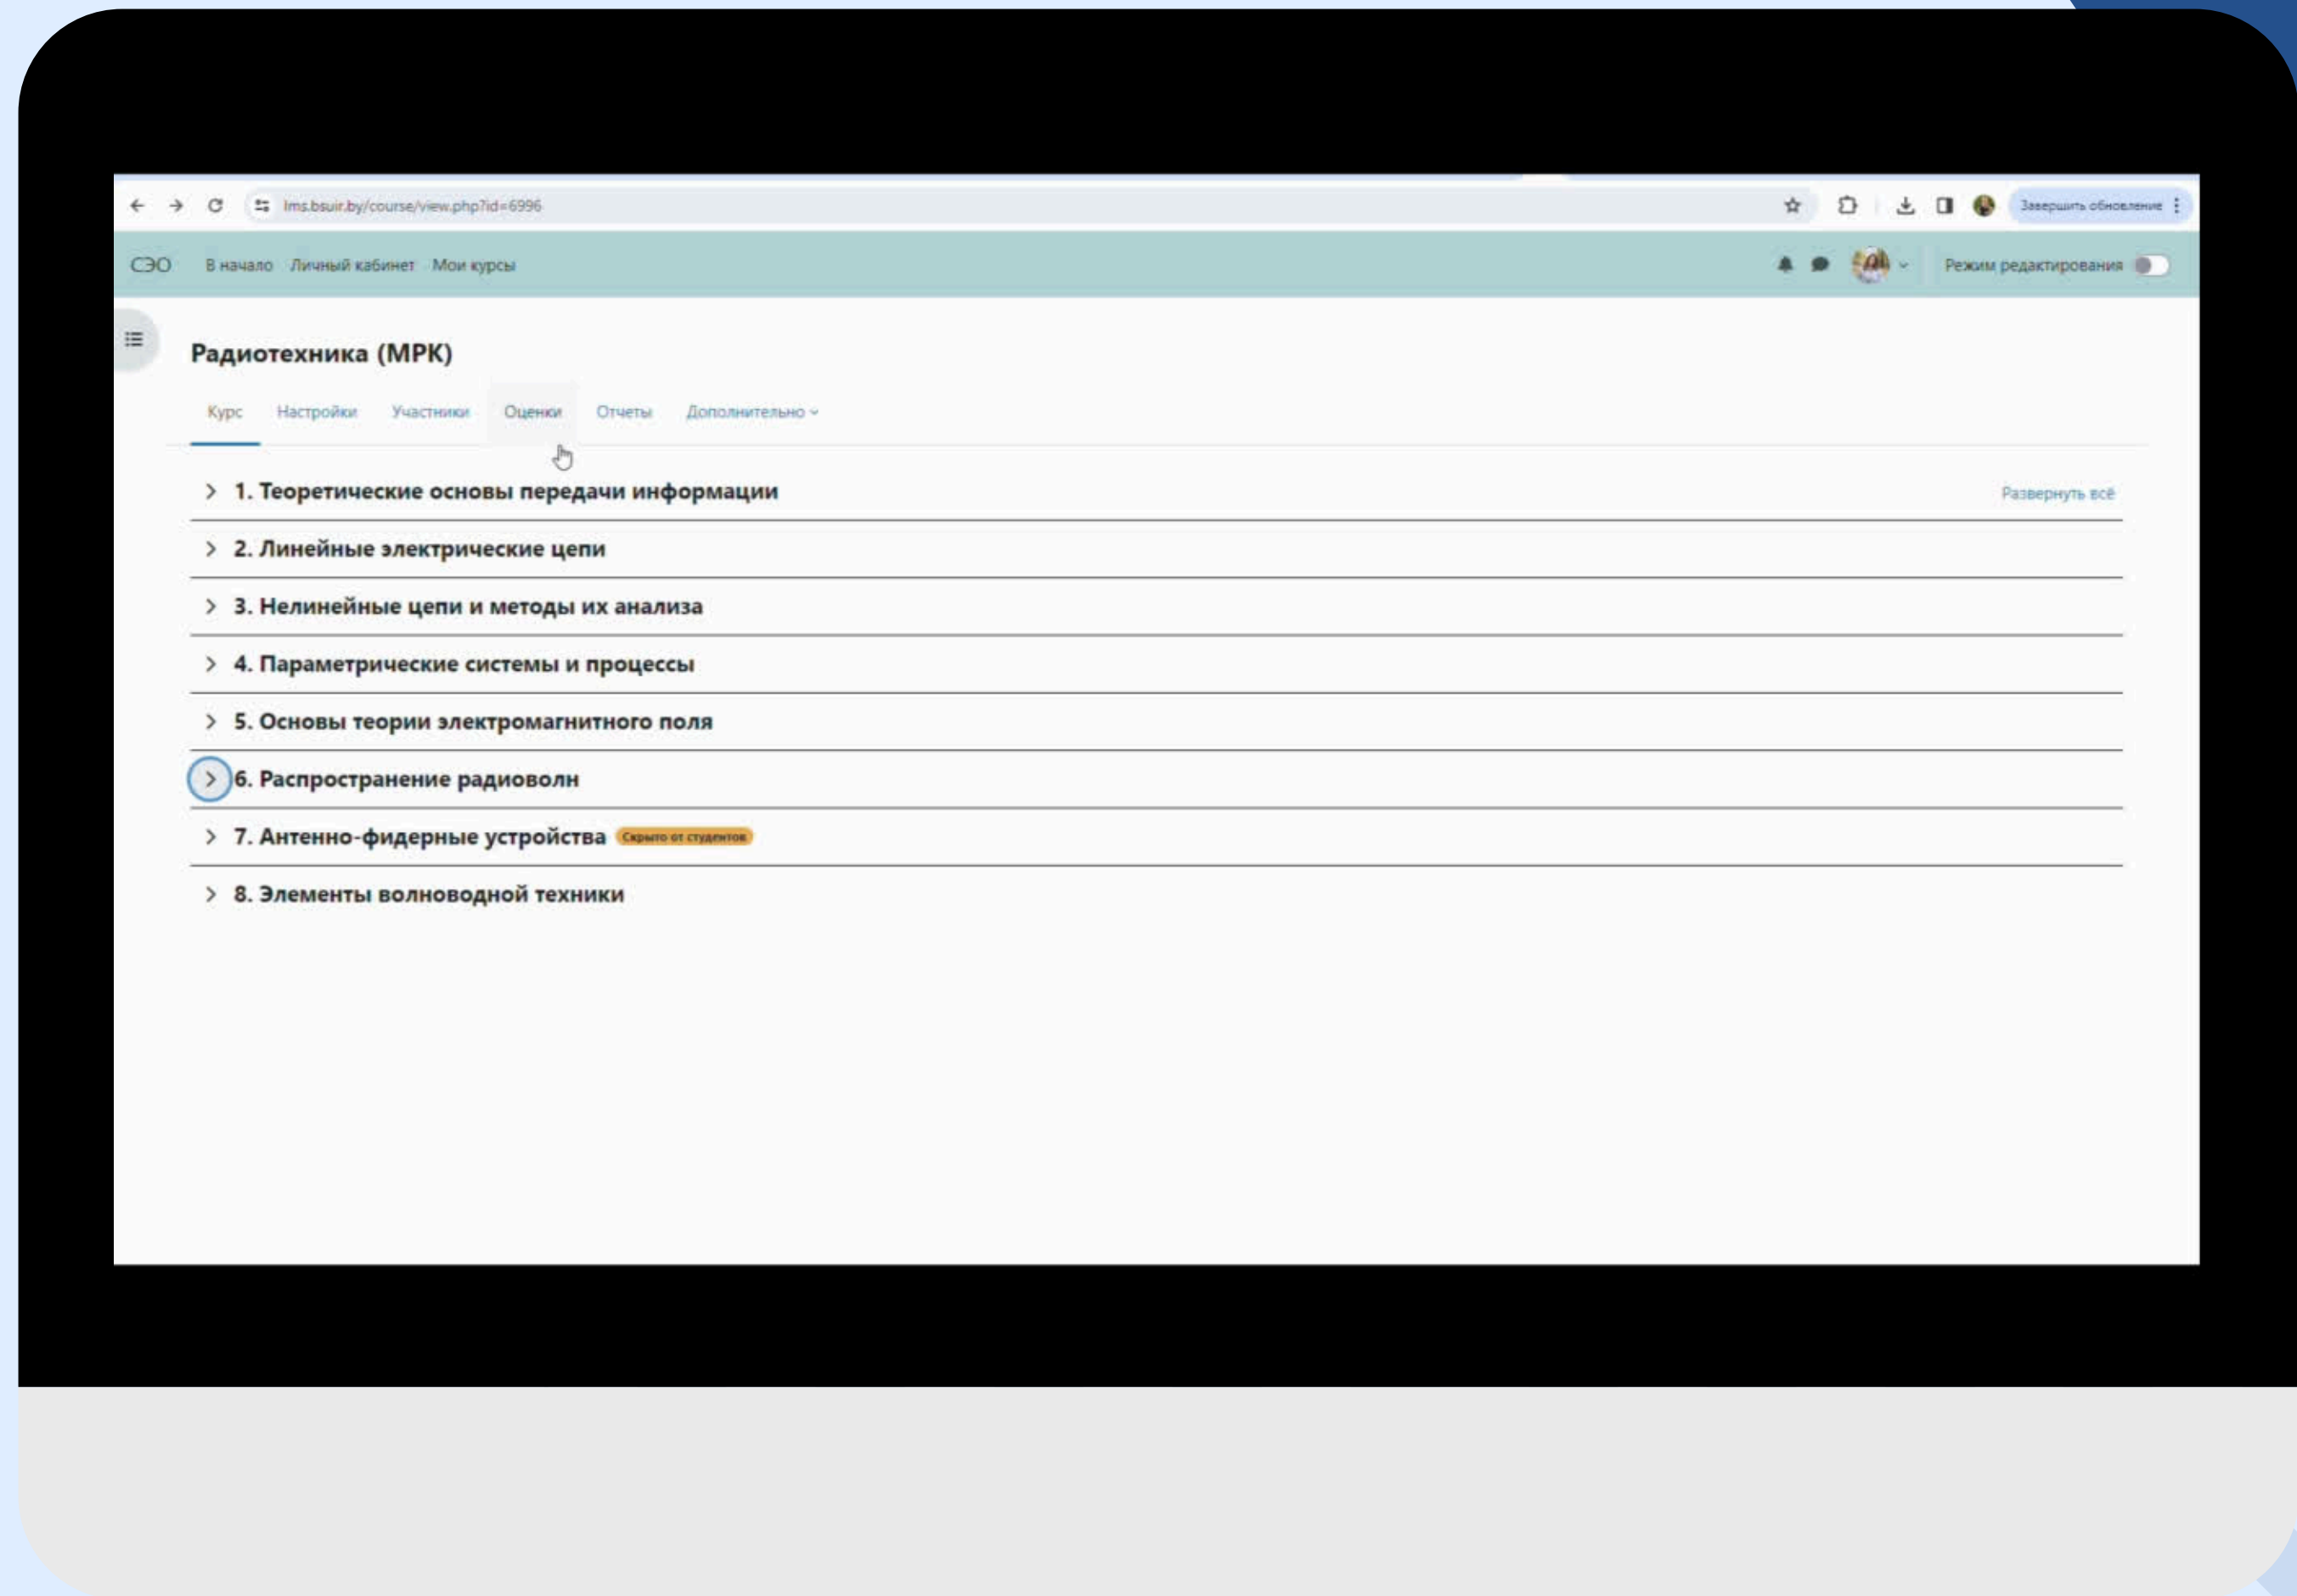 lms.bsuir.by/course/view.php?id=6996
Завершить обновление
СЭО В начало Личный кабинет Мои курсы
Режим редактирования
Радиотехника (МРК)
Курс Настройки Участники Оценки Отчеты Дополнительно
1. Теоретические основы передачи информации
Развернуть всё
2. Линейные электрические цепи
3. Нелинейные цепи и методы их анализа
4. Параметрические системы и процессы
5. Основы теории электромагнитного поля
6. Распространение радиоволн
7. Антенно-фидерные устройства Скрыто от студентов
8. Элементы волноводной техники